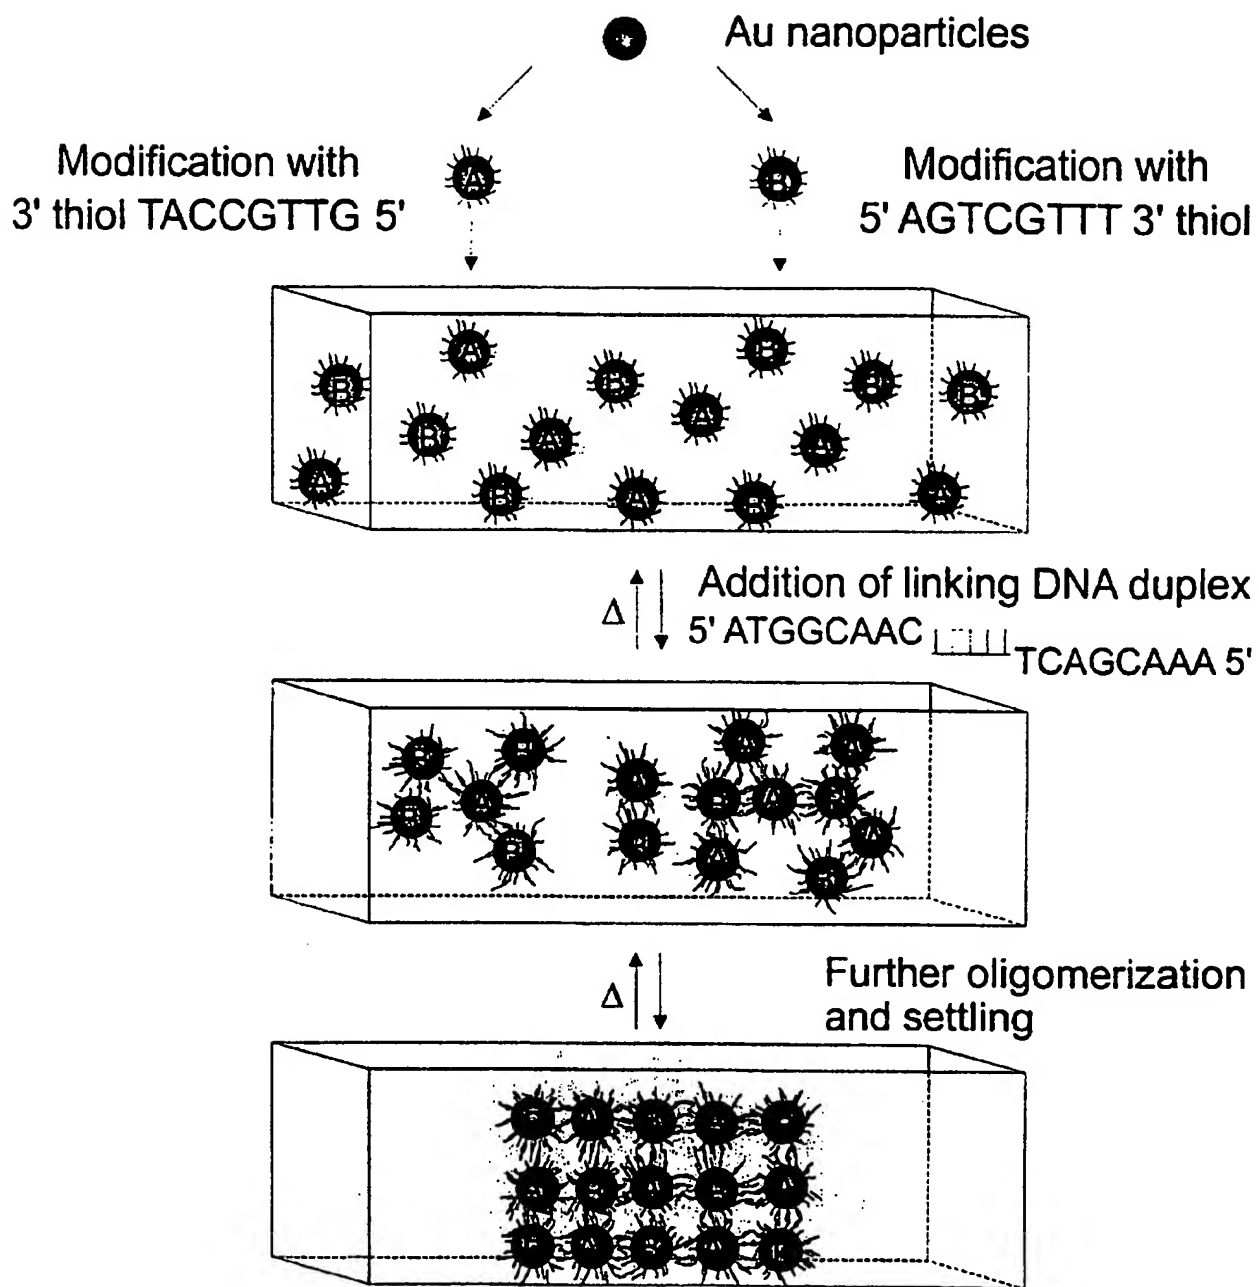 Au nanoparticles
Modification with
3' thiol TACCGTTG 5'
A
B
Modification with
5' AGTCGTTT 3' thiol
A
B
B
B
B
B
B
A
A
A
A
B
A
B
A
Δ
Addition of linking DNA duplex
5' ATGGCAAC
TCAGCAAA 5'
A
A
B
A
A
B
A
B
B
A
A
B
Δ
Further oligomerization
and settling